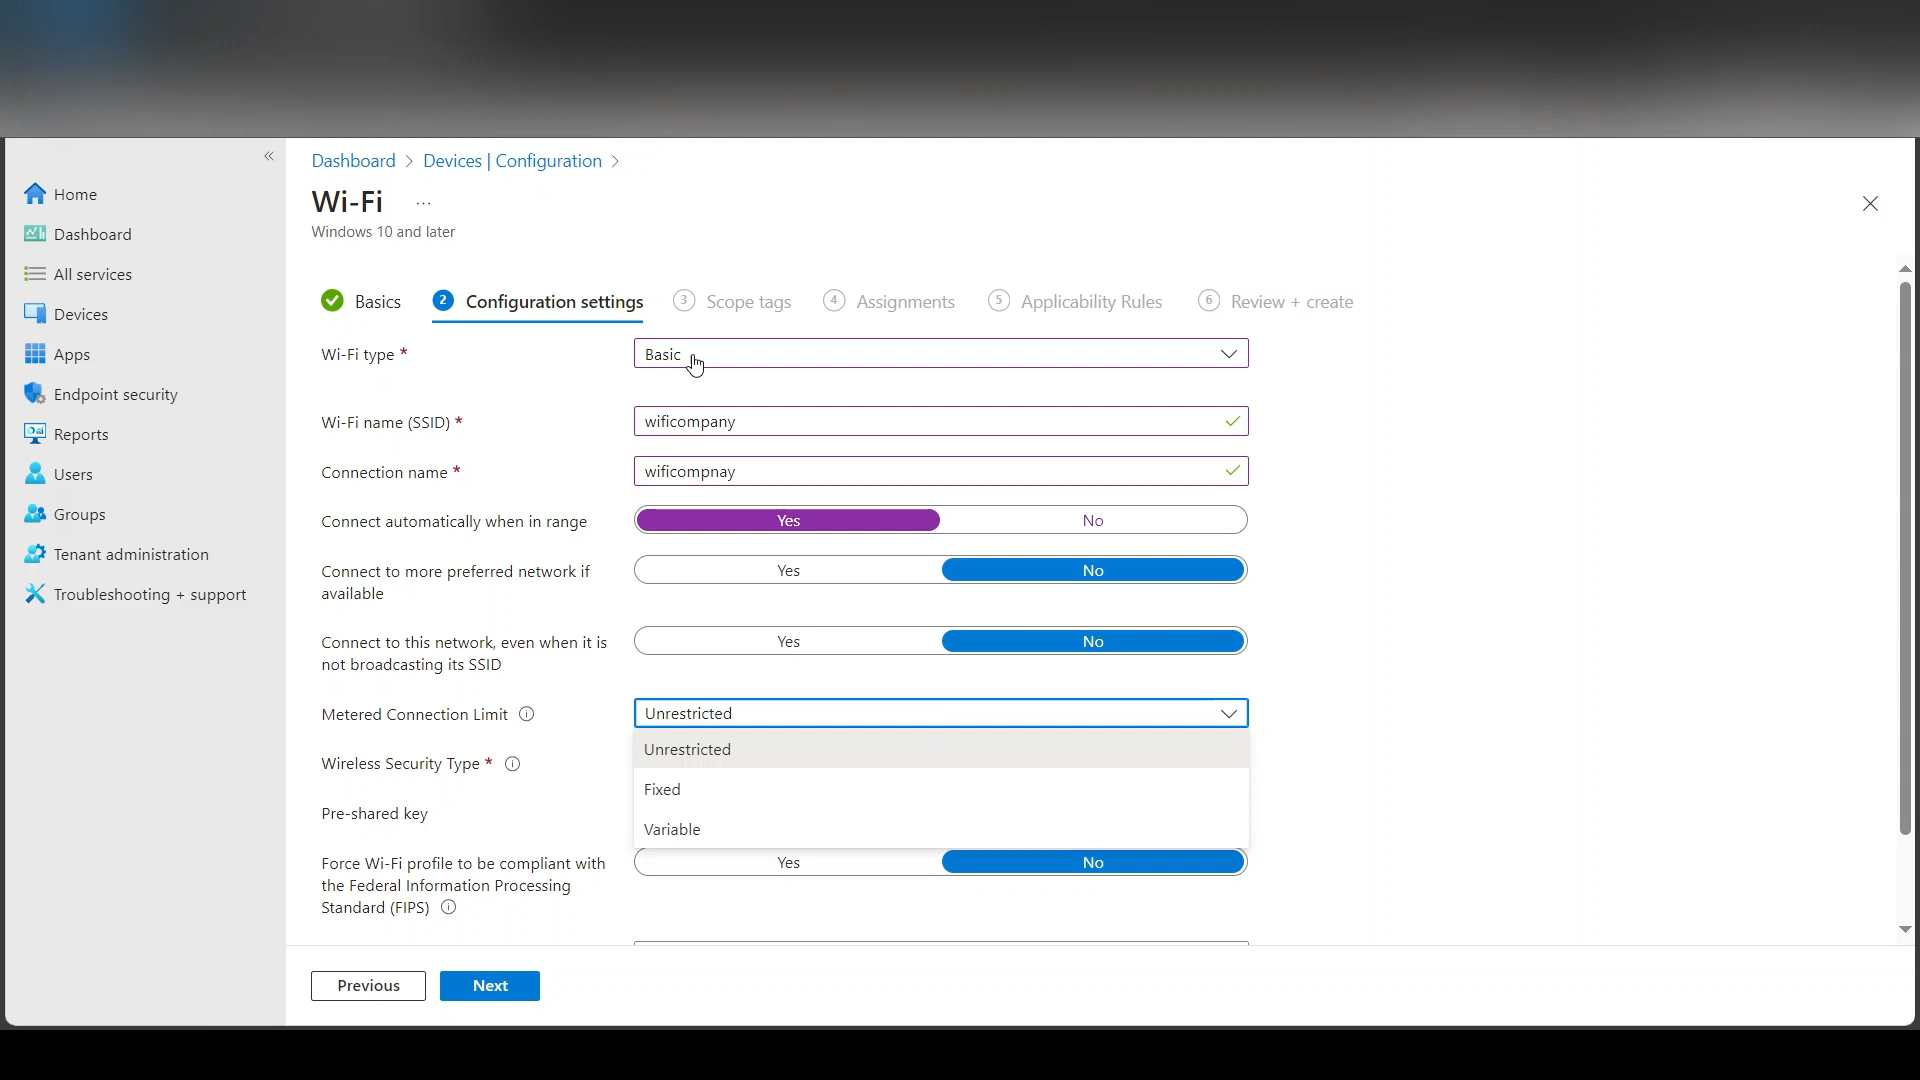 Home
Dashboard
All services
Devices
Apps
Endpoint security
Reports
Users
Groups
Tenant administration
Troubleshooting + support
Dashboard > Devices | Configuration >
Wi-Fi ...
Windows 10 and later
Basics
2 Configuration settings
3 Scope tags
4 Assignments
5 Applicability Rules
6 Review + create
Wi-Fi type *
Basic
Wi-Fi name (SSID) *
wificompany
Connection name *
wificompnay
Connect automatically when in range
Yes No
Connect to more preferred network if
available
Yes No
Connect to this network, even when it is
not broadcasting its SSID
Yes No
Metered Connection Limit
Unrestricted
Unrestricted
Fixed
Variable
Wireless Security Type *
Pre-shared key
Force Wi-Fi profile to be compliant with
the Federal Information Processing
Standard (FIPS)
Yes No
Previous
Next